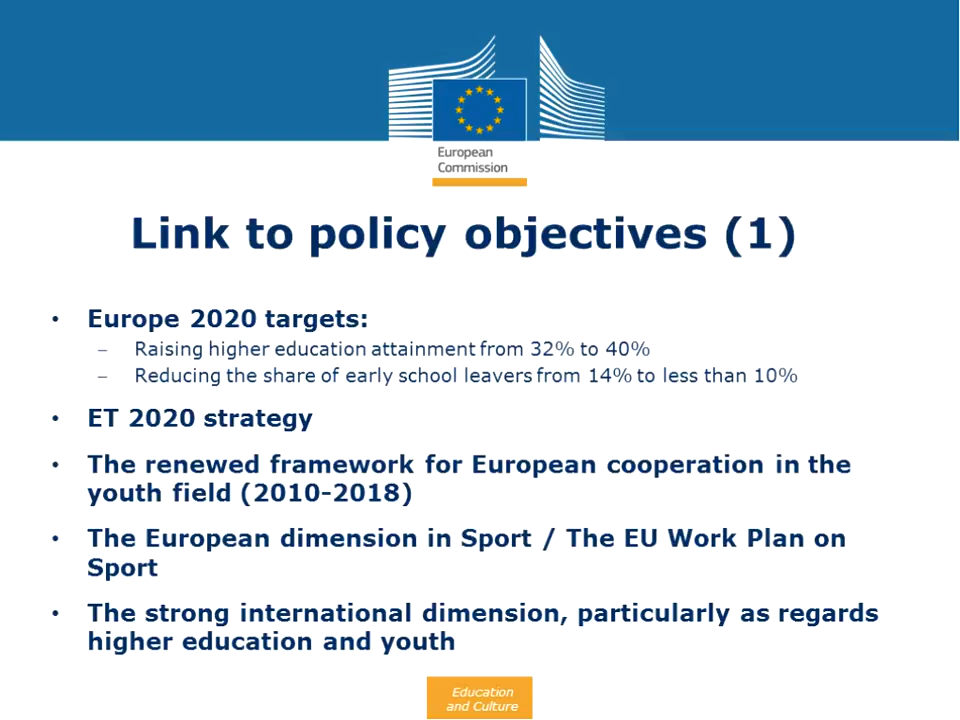 European
Commission
Link to policy objectives (1)
• Europe 2020 targets:
– Raising higher education attainment from 32% to 40%
– Reducing the share of early school leavers from 14% to less than 10%
• ET 2020 strategy
• The renewed framework for European cooperation in the
youth field (2010-2018)
• The European dimension in Sport / The EU Work Plan on
Sport
• The strong international dimension, particularly as regards
higher education and youth
Education
and Culture